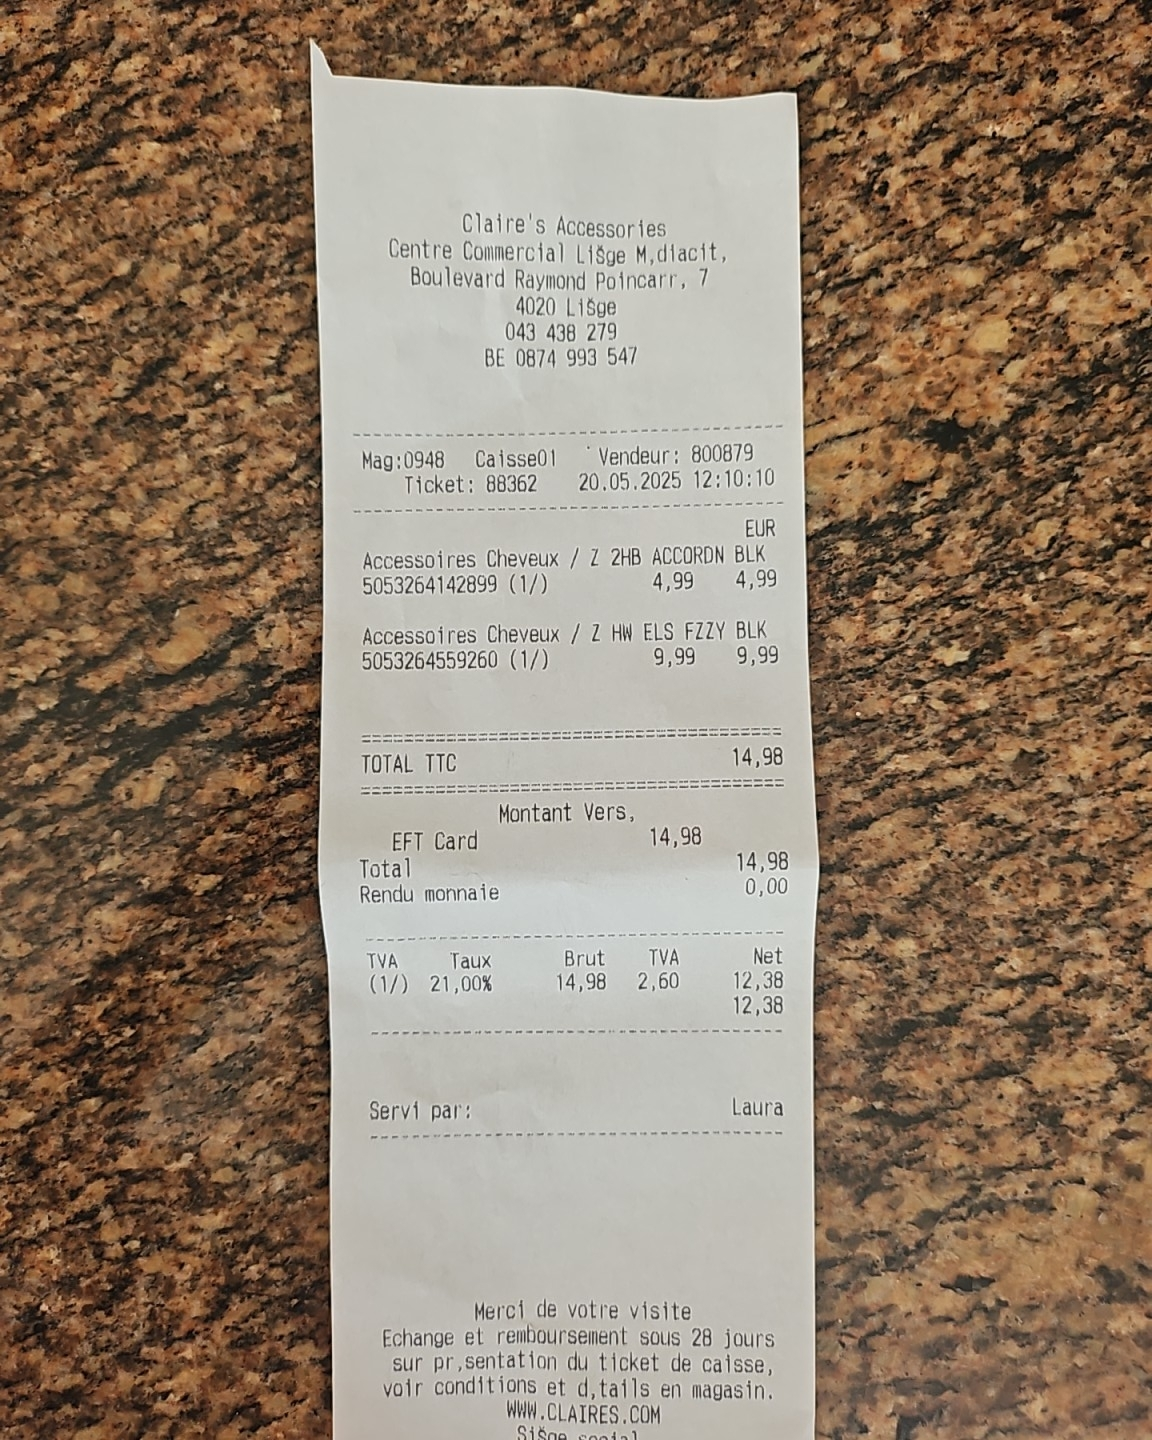 Claire's Accessories
Centre Commercial LiŠge M,diacit,
Boulevard Raymond Poincarr, 7
4020 LiŠge
043 438 279
BE 0874 993 547
Mag:0948 Caisse01 Vendeur: 800879
Ticket: 88362 20.05.2025 12:10:10
EUR
Accessoires Cheveux / Z 2HB ACCORDN BLK
5053264142899 (1/) 4,99 4,99
Accessoires Cheveux / Z HW ELS FZZY BLK
5053264559260 (1/) 9,99 9,99
TOTAL TTC 14,98
Montant Vers,
EFT Card 14,98
Total 14,98
Rendu monnaie 0,00
TVA Taux Brut TVA Net
(1/) 21,00% 14,98 2,60 12,38
12,38
Servi par: Laura
Merci de votre visite
Echange et remboursement sous 28 jours
sur pr,sentation du ticket de caisse,
voir conditions et d,tails en magasin.
WWW.CLAIRES.COM
SiŠge social